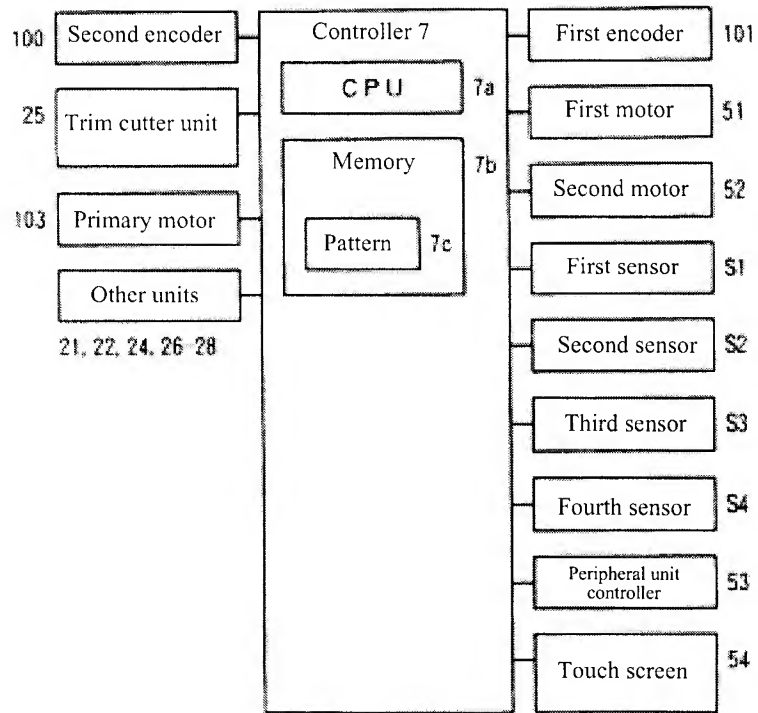 100 Second encoder
25 Trim cutter unit
103 Primary motor
Other units
21, 22, 24, 26-28
Controller 7
CPU 7a
Memory 7b
Pattern 7c
First encoder 101
First motor 51
Second motor 52
First sensor S1
Second sensor S2
Third sensor S3
Fourth sensor S4
Peripheral unit
controller 53
Touch screen 54